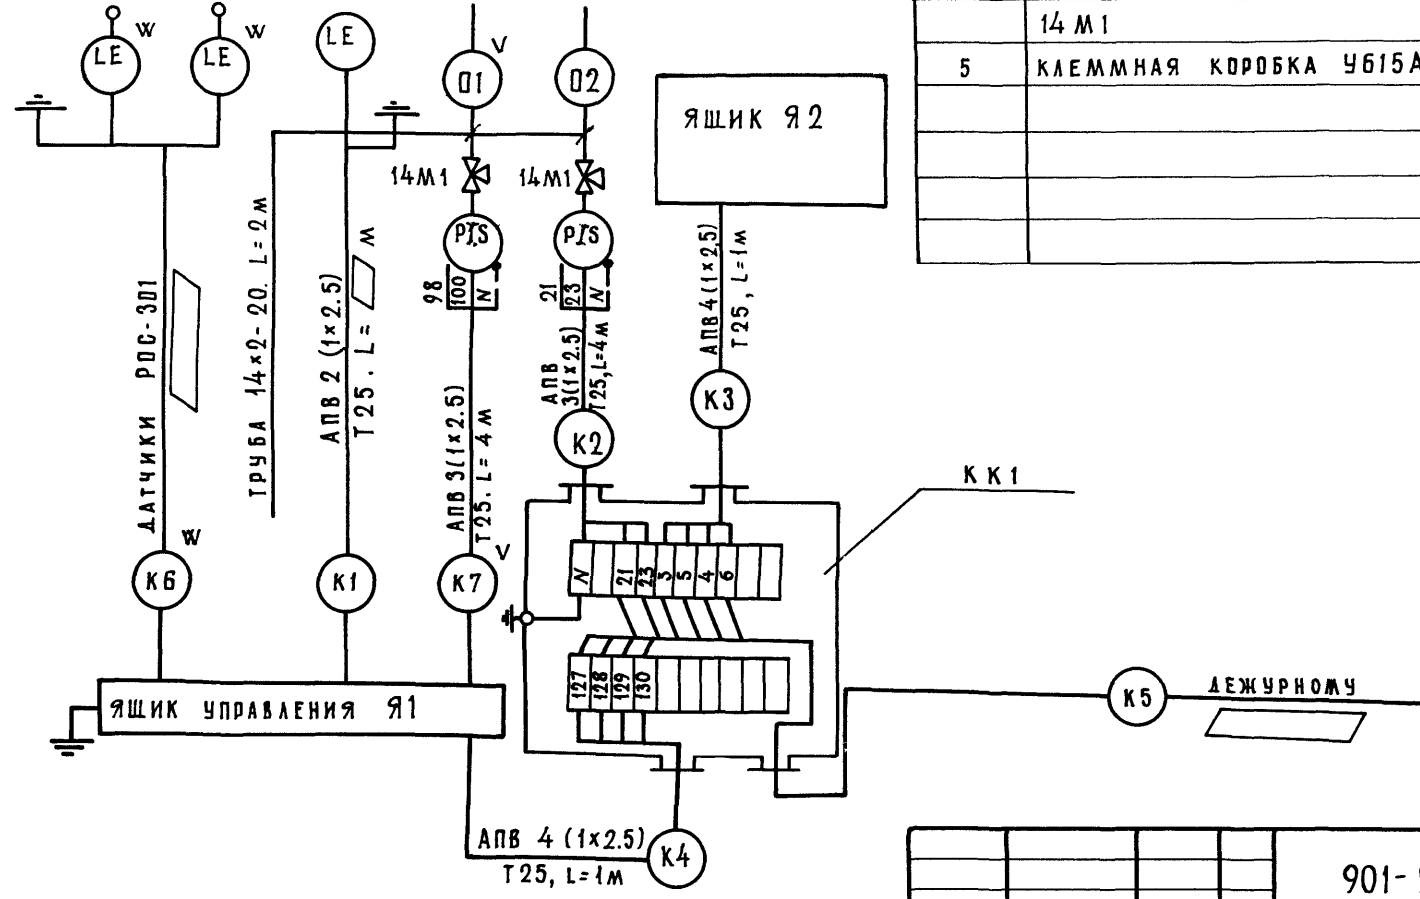 W
W
V
LE
LE
LE
01
02
14М1
14М1
PIS
PIS
ЯЩИК Я2
14М1
5
КЛЕММНАЯ КОРОБКА У615А
98
100
N
21
23
N
ДАТЧИКИ РОС-301
ТРУБА 14×2-20. L=2м
АПВ 2 (1×2.5)
Т25. L= м
АПВ 3(1×2.5)
Т25. L=4м
АПВ
3(1×2.5)
Т25, L=4м
АПВ 4(1×2,5)
Т25, L=1м
К3
К2
КК1
W
V
К6
К1
К7
N
21
23
3
5
4
6
127
128
129
130
ЯЩИК УПРАВЛЕНИЯ Я1
К5
ДЕЖУРНОМУ
АПВ 4 (1×2.5)
Т25, L=1м
К4
901-